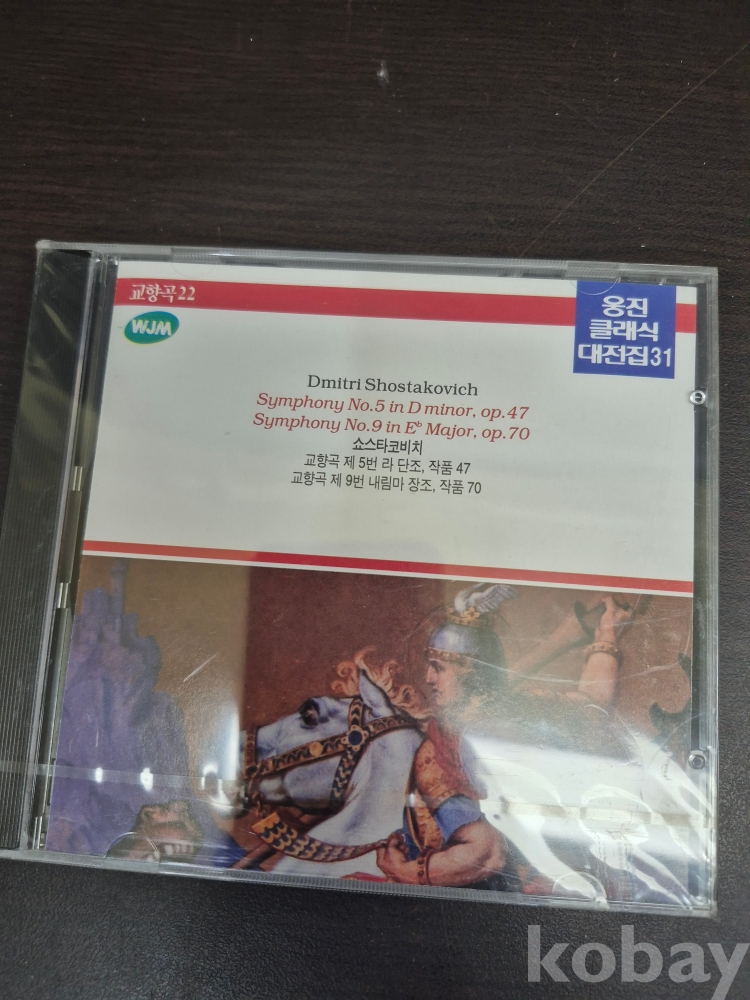 교향곡22
WJM
웅진
클래식
대전집31
Dmitri Shostakovich
Symphony No.5 in D minor, op.47
Symphony No.9 in E♭ Major, op.70
쇼스타코비치
교향곡 제 5번 라 단조, 작품 47
교향곡 제 9번 내림마 장조, 작품 70
kobay